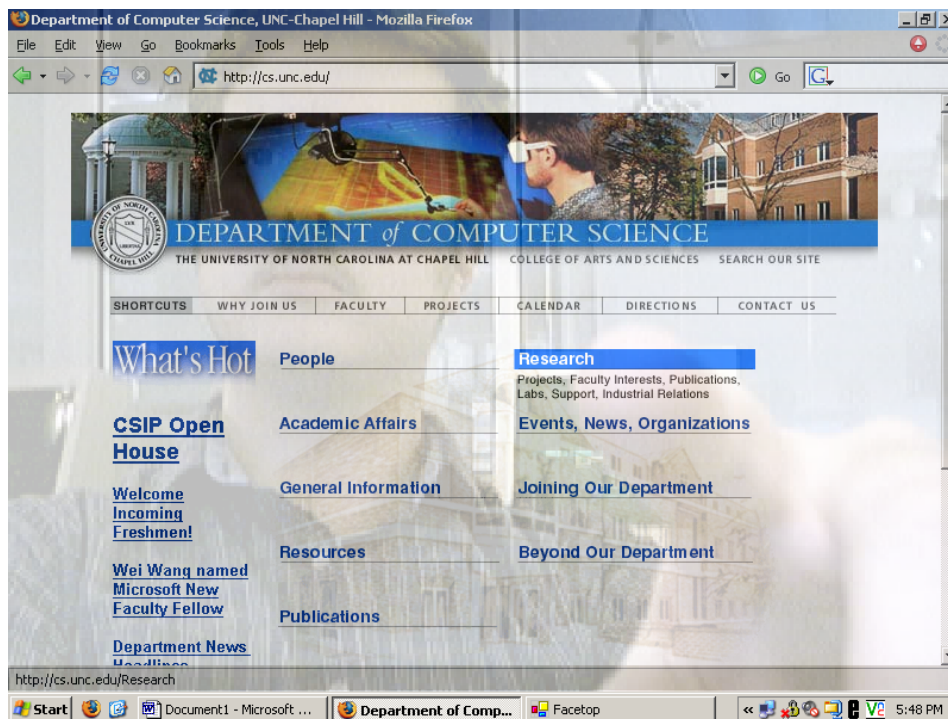 Department of Computer Science, UNC-Chapel Hill - Mozilla Firefox
File Edit View Go Bookmarks Tools Help
http://cs.unc.edu/ Go G
DEPARTMENT of COMPUTER SCIENCE
THE UNIVERSITY OF NORTH CAROLINA AT CHAPEL HILL COLLEGE OF ARTS AND SCIENCES SEARCH OUR SITE
SHORTCUTS WHY JOIN US FACULTY PROJECTS CALENDAR DIRECTIONS CONTACT US
What's Hot
CSIP Open
House
Welcome
Incoming
Freshmen!
Wei Wang named
Microsoft New
Faculty Fellow
Department News
Headlines
People
Academic Affairs
General Information
Resources
Publications
Research
Projects, Faculty Interests, Publications,
Labs, Support, Industrial Relations
Events, News, Organizations
Joining Our Department
Beyond Our Department
http://cs.unc.edu/Research
Start Document1 - Microsoft ... Department of Comp... Facetop « 5:48 PM